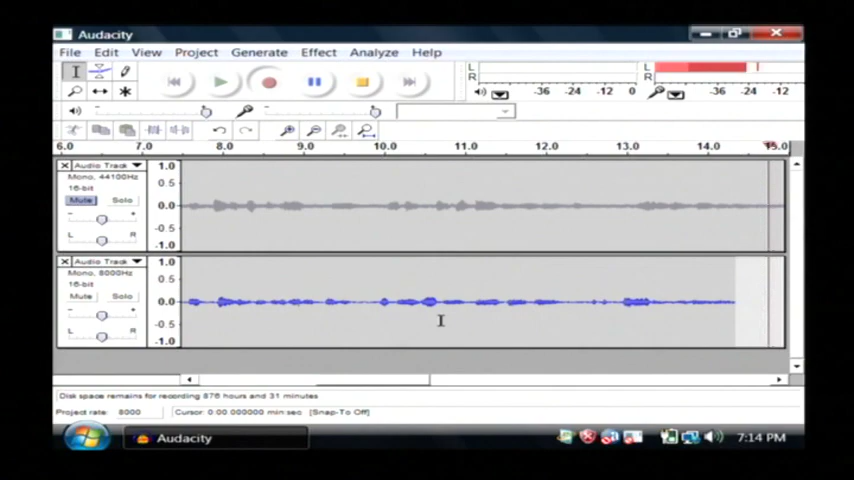 Audacity
File Edit View Project Generate Effect Analyze Help
L
R
-36 -24 -12 0
L
R
-36 -24 -12
6.0 7.0 8.0 9.0 10.0 11.0 12.0 13.0 14.0 15.0
Audio Track
Mono, 44100Hz
16-bit
Mute Solo
- +
L R
1.0
0.5
0.0
-0.5
-1.0
Audio Track
Mono, 8000Hz
16-bit
Mute Solo
- +
L R
1.0
0.5
0.0
-0.5
-1.0
Disk space remains for recording 876 hours and 31 minutes
Project rate: 8000 Cursor: 0:00.000000 min:sec [Snap-To Off]
Audacity 7:14 PM